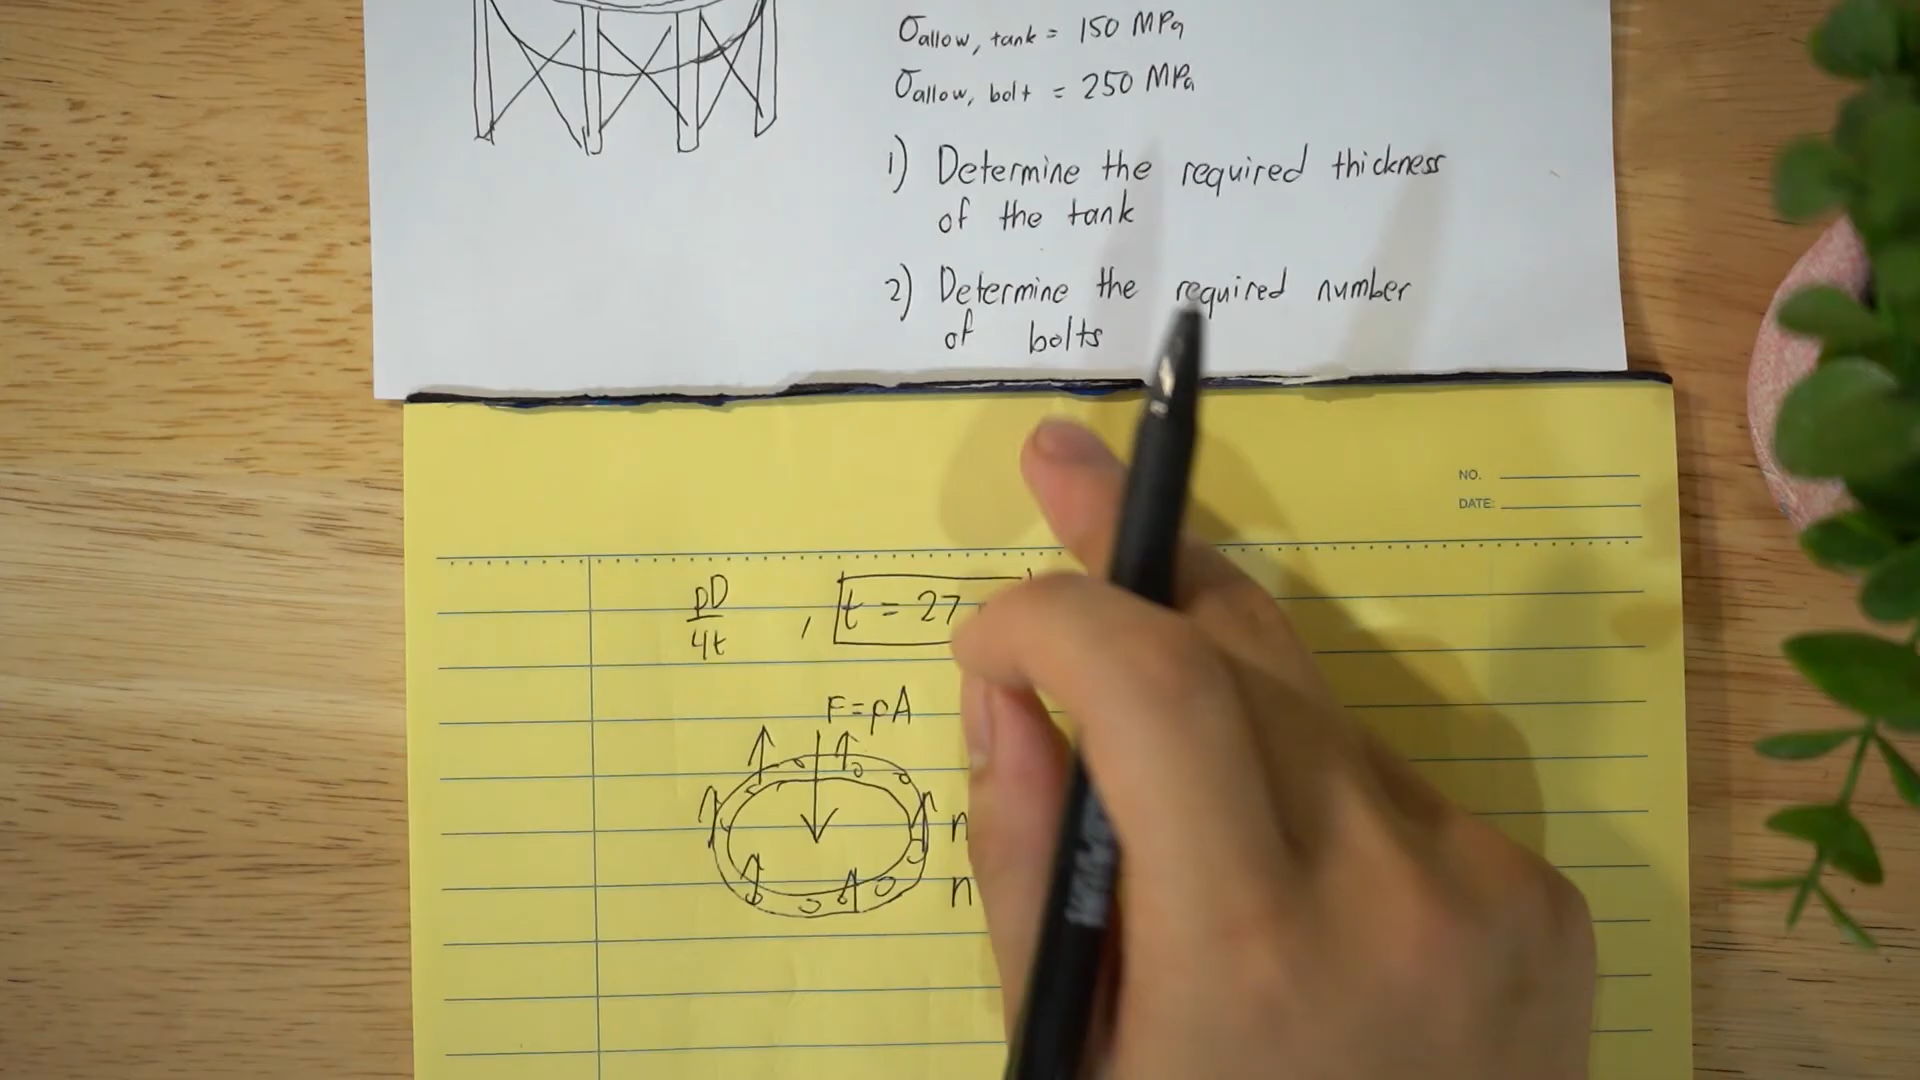 σallow, tank = 150 MPa
σallow, bolt = 250 MPa
1) Determine the required thickness
of the tank
2) Determine the required number
of bolts
NO.
DATE:
pD
4t
, t = 27
F=pA
n
n